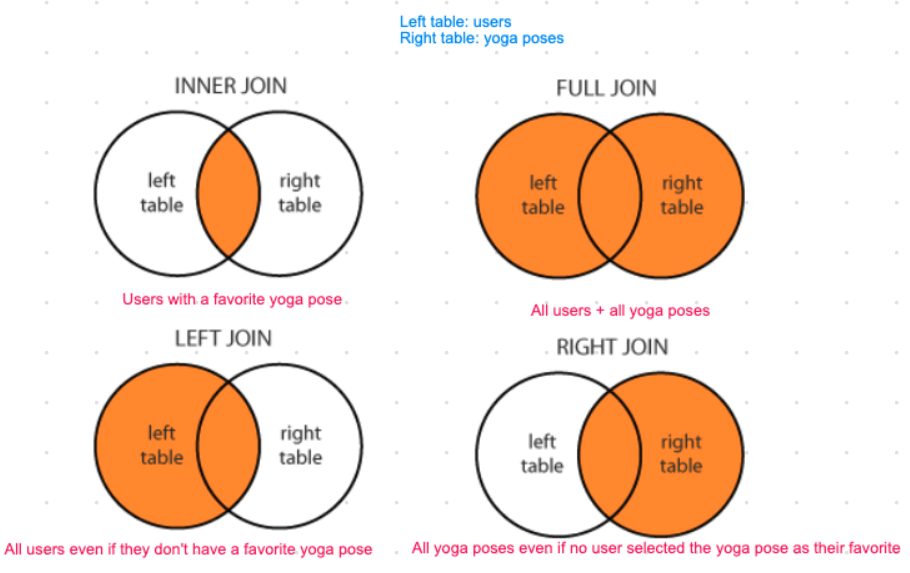 Left table: users
Right table: yoga poses
INNER JOIN
left
table
right
table
Users with a favorite yoga pose
FULL JOIN
left
table
right
table
All users + all yoga poses
LEFT JOIN
left
table
right
table
All users even if they don't have a favorite yoga pose
RIGHT JOIN
left
table
right
table
All yoga poses even if no user selected the yoga pose as their favorite